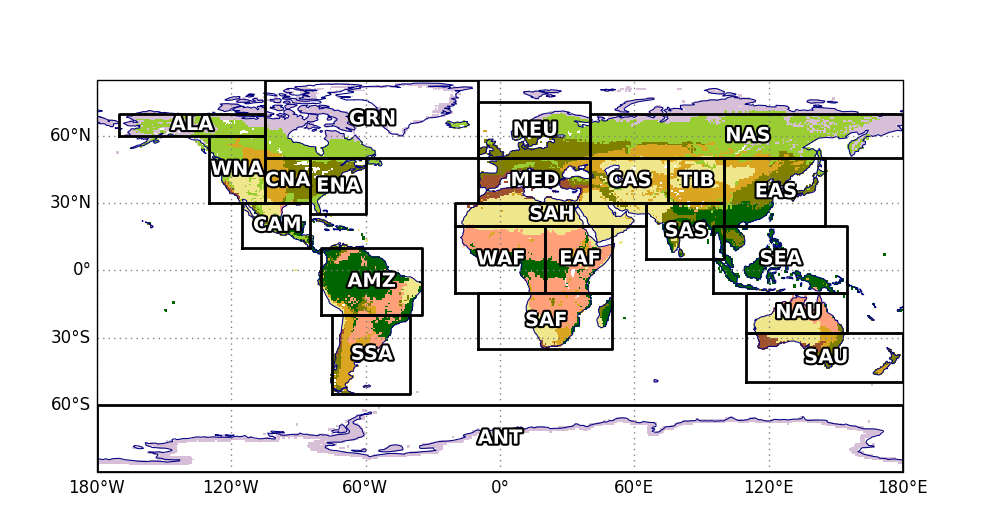 GRN
ALA
NEU
NAS
60°N
WNA
CNA
ENA
MED
CAS
TIB
EAS
30°N
SAH
CAM
SAS
WAF
EAF
SEA
0°
AMZ
NAU
SAF
30°S
SSA
SAU
60°S
ANT
180°W 120°W 60°W 0° 60°E 120°E 180°E